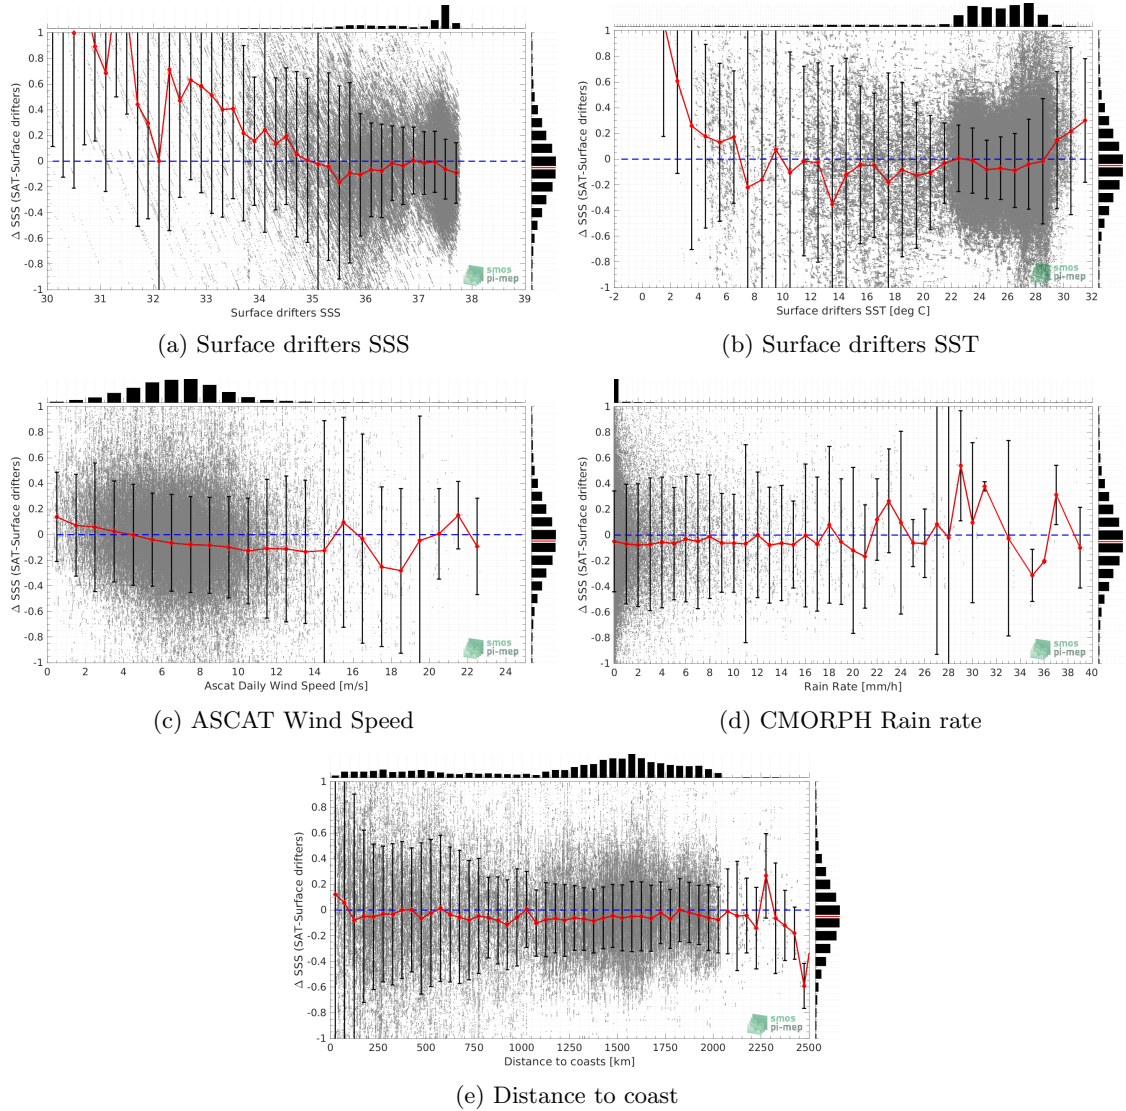 1
0.8
0.6
0.4
0.2
0
-0.2
-0.4
-0.6
-0.8
-1
Δ SSS (SAT-Surface drifters)
smos
pi-mep
30 31 32 33 34 35 36 37 38 39
Surface drifters SSS
(a) Surface drifters SSS
1
0.8
0.6
0.4
0.2
0
-0.2
-0.4
-0.6
-0.8
-1
Δ SSS (SAT-Surface drifters)
smos
pi-mep
-2 0 2 4 6 8 10 12 14 16 18 20 22 24 26 28 30 32
Surface drifters SST [deg C]
(b) Surface drifters SST
1
0.8
0.6
0.4
0.2
0
-0.2
-0.4
-0.6
-0.8
-1
Δ SSS (SAT-Surface drifters)
smos
pi-mep
0 2 4 6 8 10 12 14 16 18 20 22 24
Ascat Daily Wind Speed [m/s]
(c) ASCAT Wind Speed
1
0.8
0.6
0.4
0.2
0
-0.2
-0.4
-0.6
-0.8
-1
Δ SSS (SAT-Surface drifters)
smos
pi-mep
0 2 4 6 8 10 12 14 16 18 20 22 24 26 28 30 32 34 36 38 40
Rain Rate [mm/h]
(d) CMORPH Rain rate
1
0.8
0.6
0.4
0.2
0
-0.2
-0.4
-0.6
-0.8
-1
Δ SSS (SAT-Surface drifters)
smos
pi-mep
0 250 500 750 1000 1250 1500 1750 2000 2250 2500
Distance to coasts [km]
(e) Distance to coast